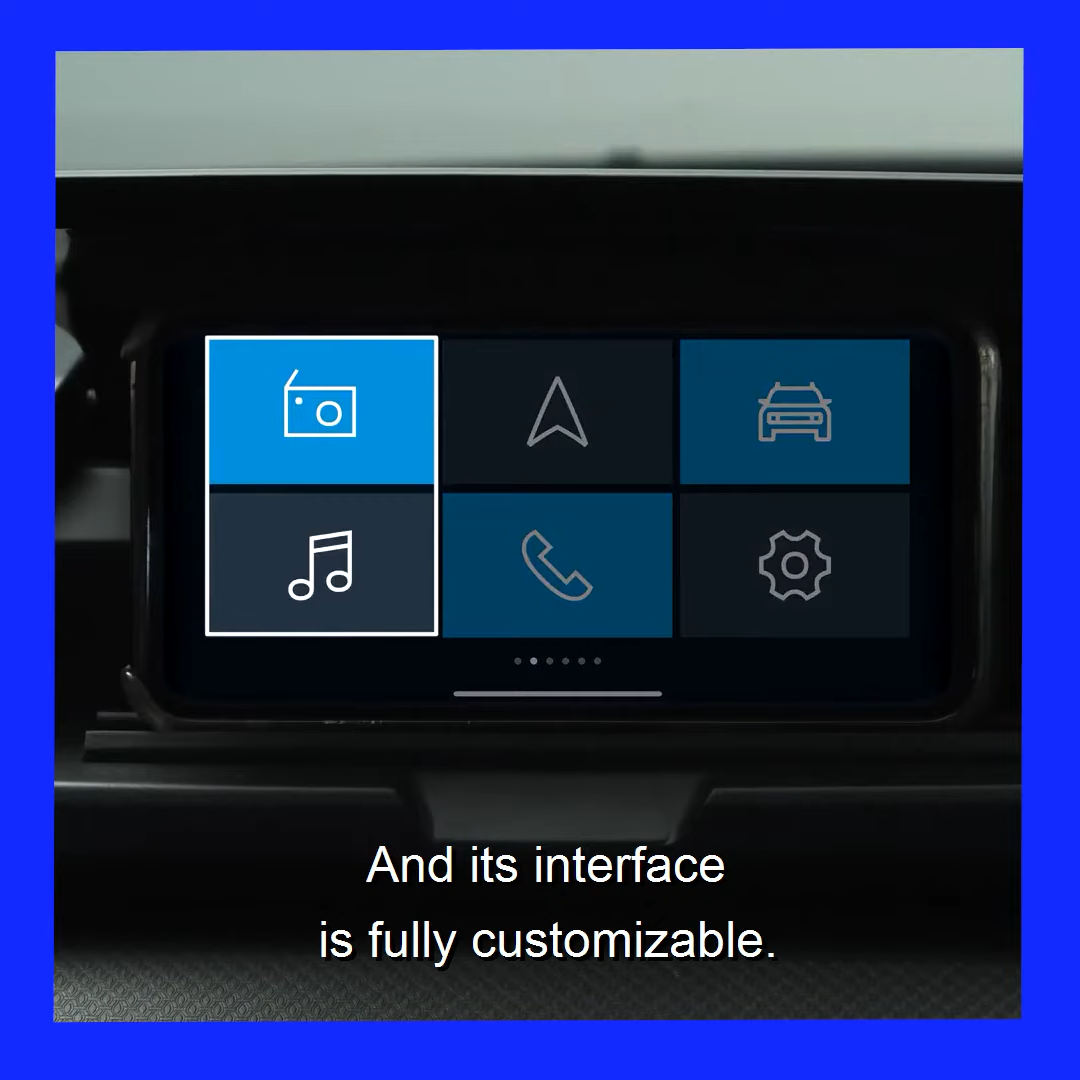 And its interface
is fully customizable.